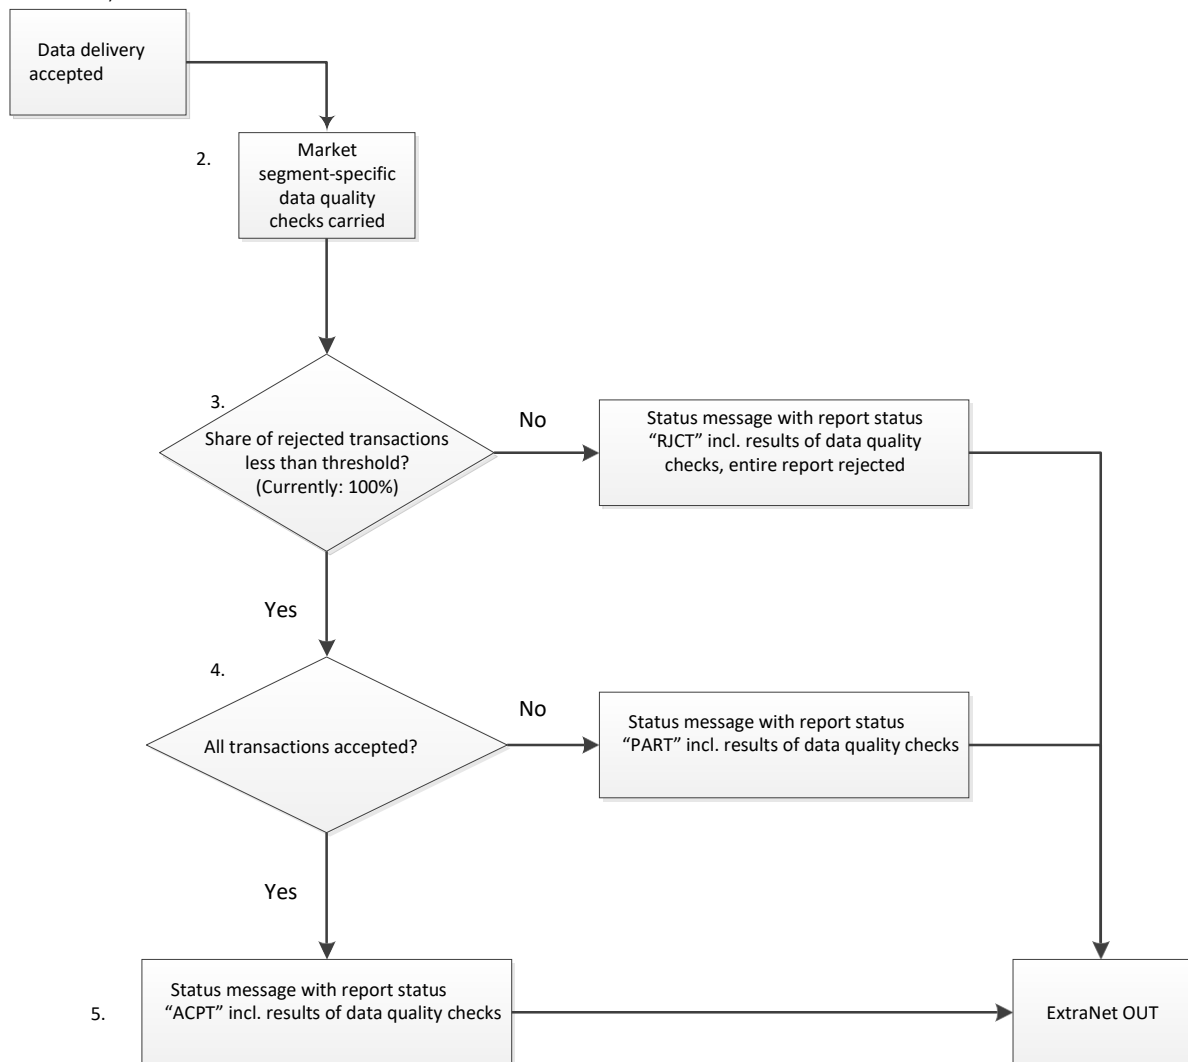 Data delivery
accepted
2.
Market
segment-specific
data quality
checks carried
3.
Share of rejected transactions
less than threshold?
(Currently: 100%)
No
Status message with report status
“RJCT” incl. results of data quality
checks, entire report rejected
Yes
4.
All transactions accepted?
No
Status message with report status
“PART” incl. results of data quality checks
Yes
5.
Status message with report status
“ACPT” incl. results of data quality checks
ExtraNet OUT